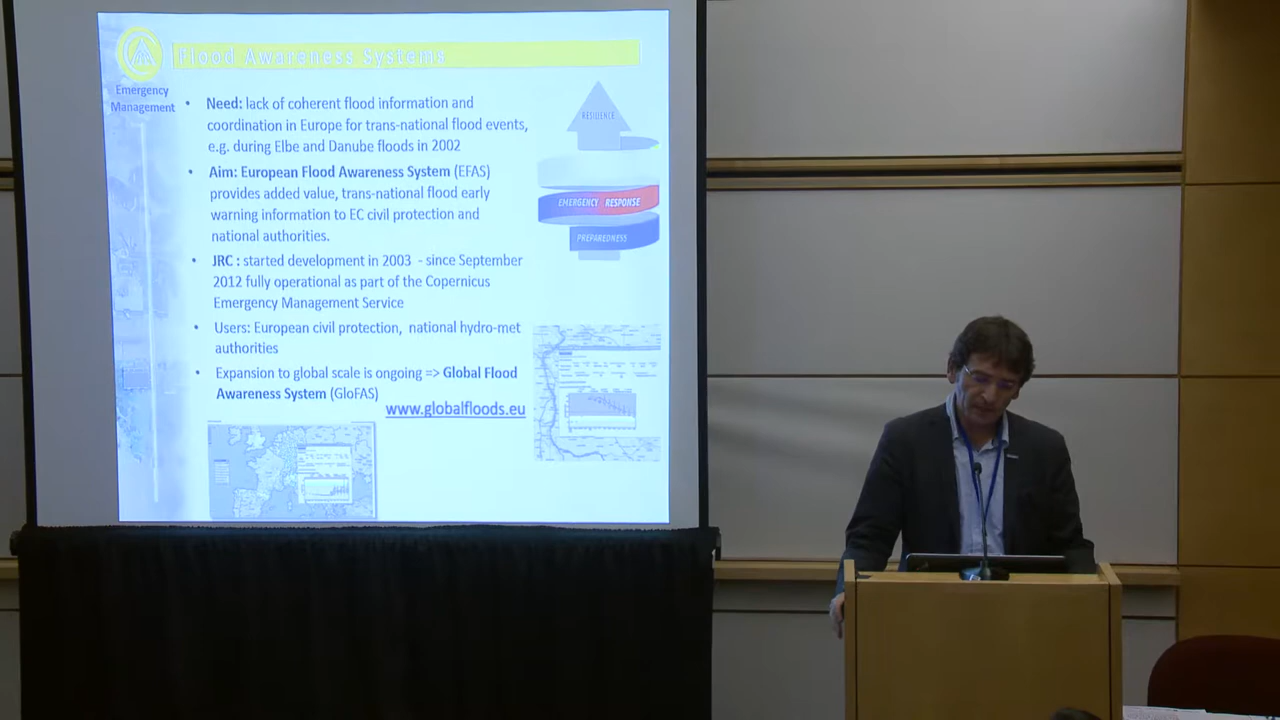 Flood Awareness Systems
Emergency
Management
• Need: lack of coherent flood information and
coordination in Europe for trans-national flood events,
e.g. during Elbe and Danube floods in 2002
• Aim: European Flood Awareness System (EFAS)
provides added value, trans-national flood early
warning information to EC civil protection and
national authorities.
• JRC : started development in 2003 - since September
2012 fully operational as part of the Copernicus
Emergency Management Service
• Users: European civil protection, national hydro-met
authorities
• Expansion to global scale is ongoing => Global Flood
Awareness System (GloFAS)
www.globalfloods.eu
RESILIENCE
EMERGENCY RESPONSE
PREPAREDNESS